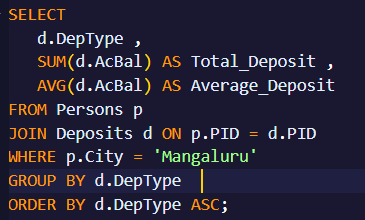 SELECT
d.DepType ,
SUM(d.AcBal) AS Total_Deposit ,
AVG(d.AcBal) AS Average_Deposit
FROM Persons p
JOIN Deposits d ON p.PID = d.PID
WHERE p.City = 'Mangaluru'
GROUP BY d.DepType
ORDER BY d.DepType ASC;